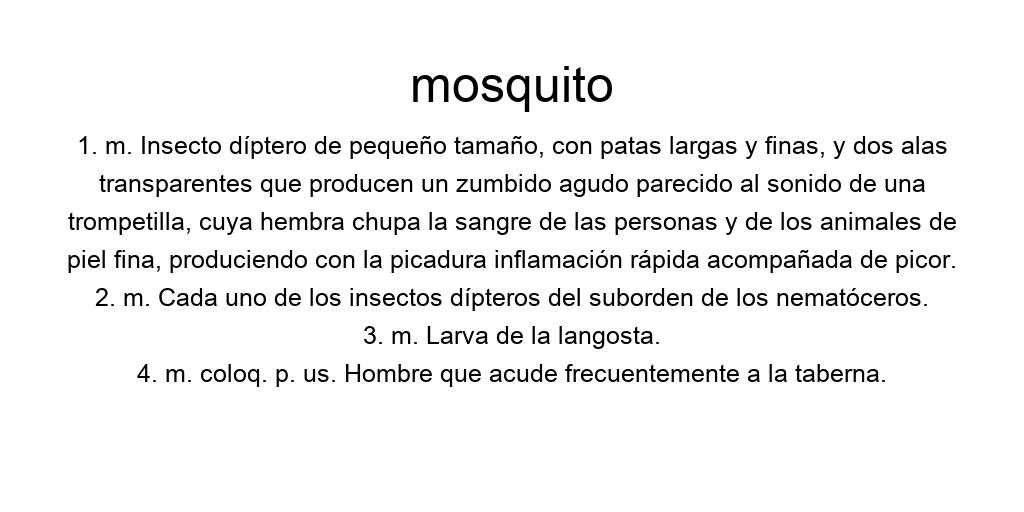 mosquito
1. m. Insecto díptero de pequeño tamaño, con patas largas y finas, y dos alas
transparentes que producen un zumbido agudo parecido al sonido de una
trompetilla, cuya hembra chupa la sangre de las personas y de los animales de
piel fina, produciendo con la picadura inflamación rápida acompañada de picor.
2. m. Cada uno de los insectos dípteros del suborden de los nematóceros.
3. m. Larva de la langosta.
4. m. coloq. p. us. Hombre que acude frecuentemente a la taberna.